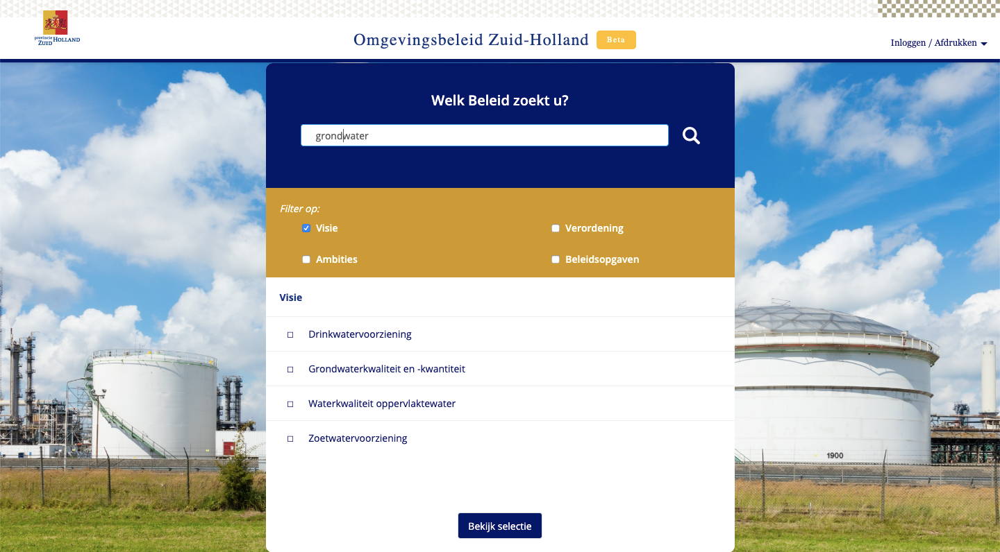 provincie
ZUID HOLLAND
Omgevingsbeleid Zuid-Holland
Beta
Inloggen / Afdrukken
Welk Beleid zoekt u?
grondwater
Filter op:
Visie
Verordening
Ambities
Beleidsopgaven
Visie
Drinkwatervoorziening
Grondwaterkwaliteit en -kwantiteit
Waterkwaliteit oppervlaktewater
Zoetwatervoorziening
1900
Bekijk selectie